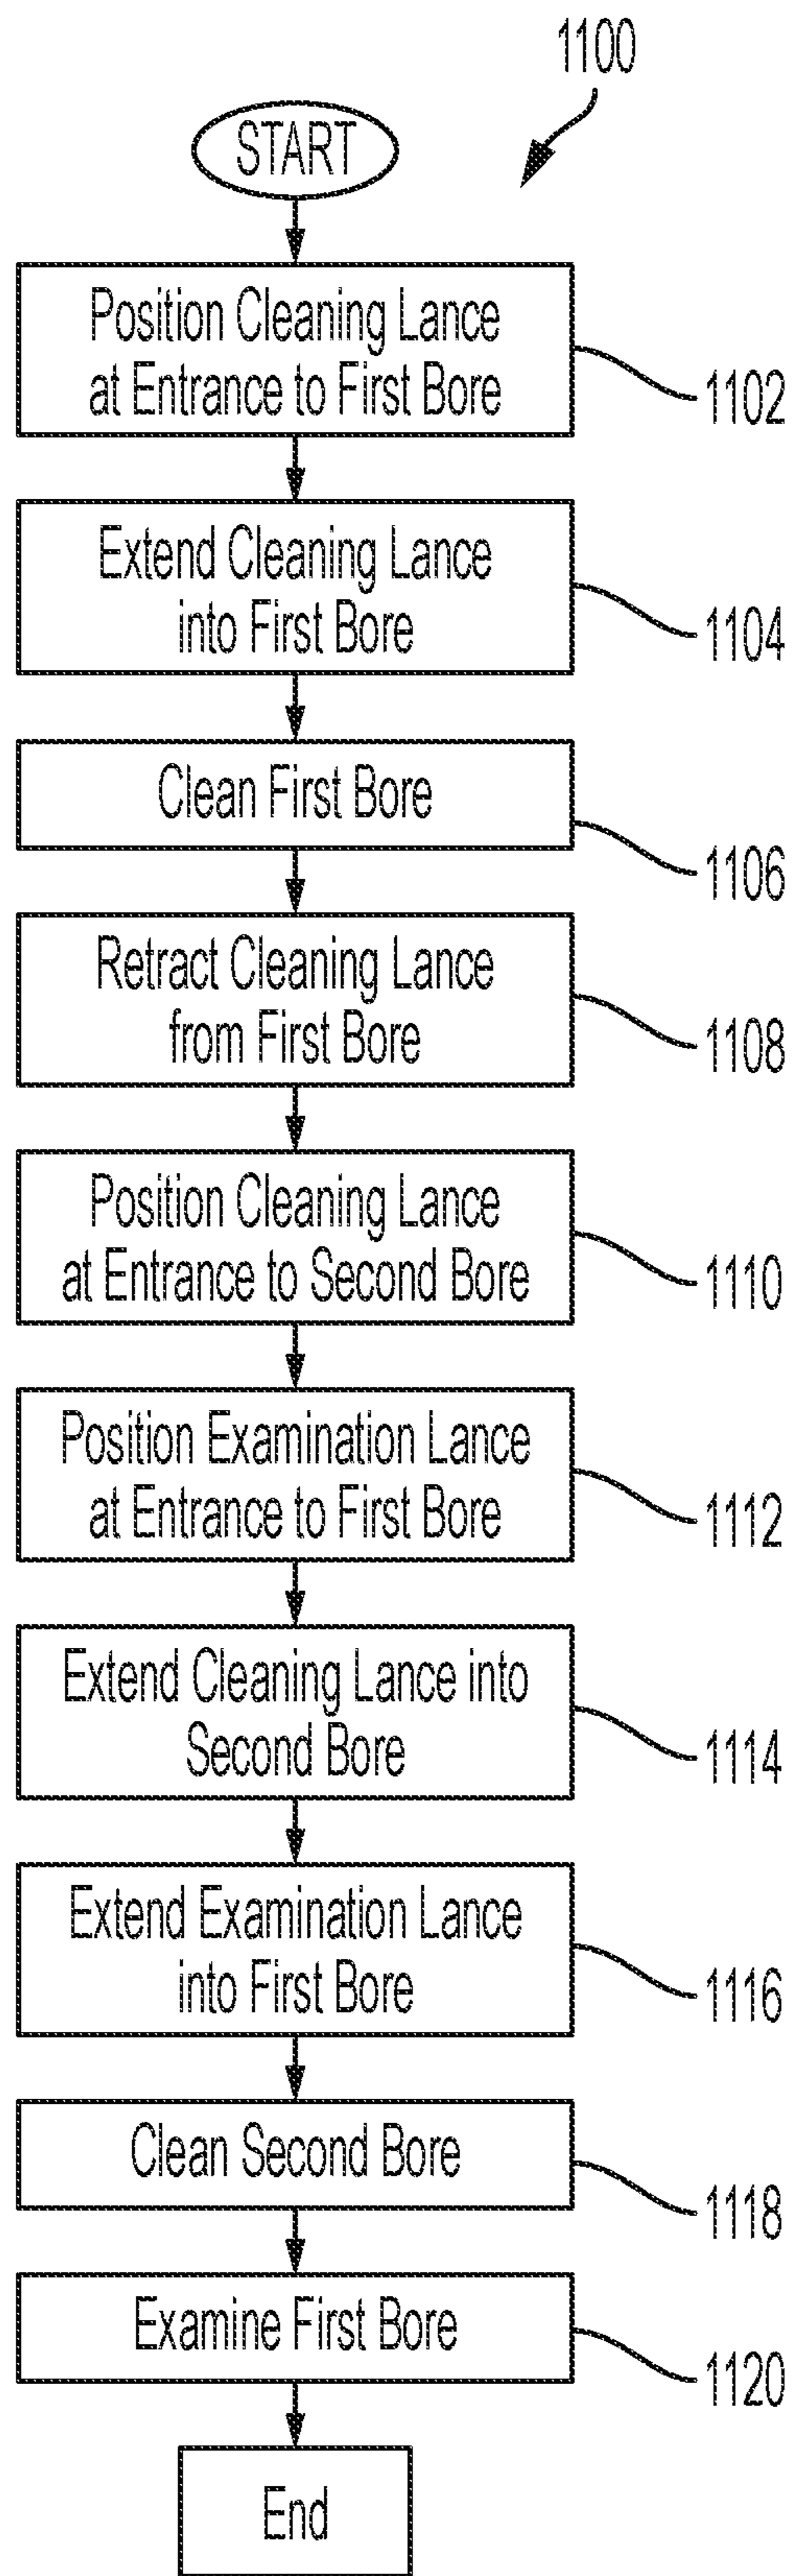 1100
START
Position Cleaning Lance
at Entrance to First Bore
1102
Extend Cleaning Lance
into First Bore
1104
Clean First Bore
1106
Retract Cleaning Lance
from First Bore
1108
Position Cleaning Lance
at Entrance to Second Bore
1110
Position Examination Lance
at Entrance to First Bore
1112
Extend Cleaning Lance into
Second Bore
1114
Extend Examination Lance
into First Bore
1116
Clean Second Bore
1118
Examine First Bore
1120
End